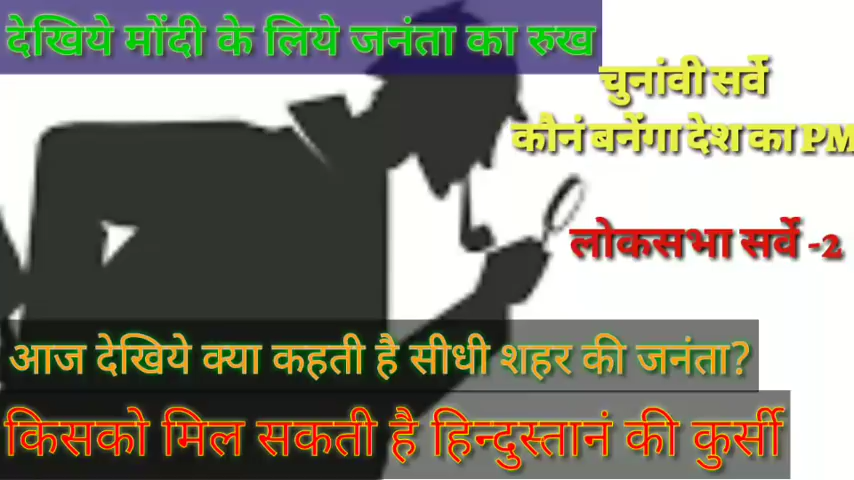 देखिये मोंदी के लिये जनंता का रुख
चुनांवी सर्वे
कौनं बनेंगा देश का PM
लोकसभा सर्वे -2
आज देखिये क्या कहती है सीधी शहर की जनंता?
किसको मिल सकती है हिन्दुस्तानं की कुर्सी